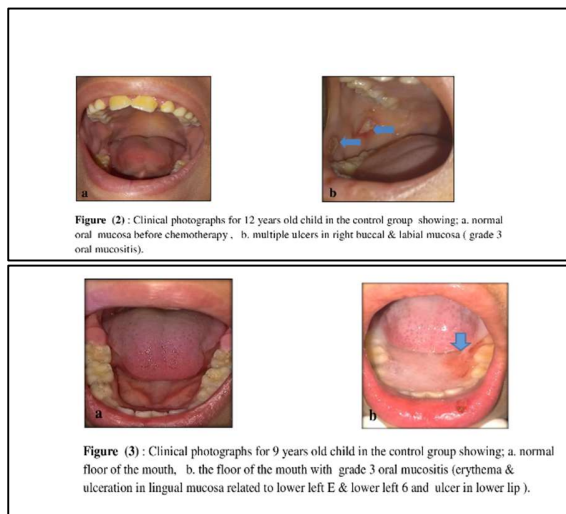 a
b
Figure (2) : Clinical photographs for 12 years old child in the control group showing; a. normal
oral mucosa before chemotherapy , b. multiple ulcers in right buccal & labial mucosa ( grade 3
oral mucositis).
a
b
Figure (3) : Clinical photographs for 9 years old child in the control group showing; a. normal
floor of the mouth, b. the floor of the mouth with grade 3 oral mucositis (erythema &
ulceration in lingual mucosa related to lower left E & lower left 6 and ulcer in lower lip ).